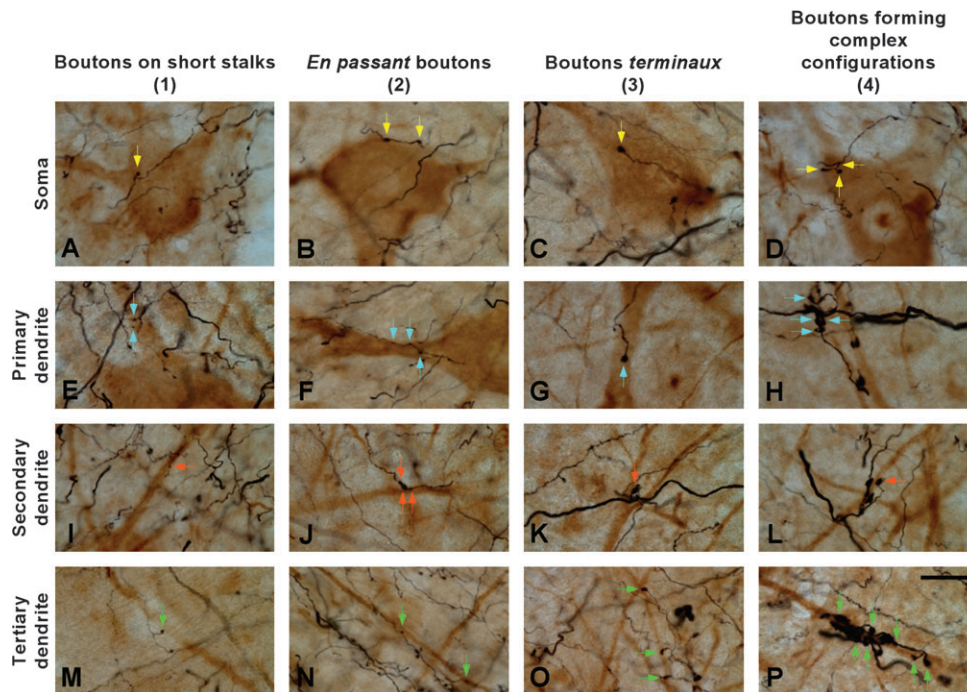 Boutons on short stalks
(1)
En passant boutons
(2)
Boutons terminaux
(3)
Boutons forming
complex
configurations
(4)
Soma
A
B
C
D
Primary
dendrite
E
F
G
H
Secondary
dendrite
I
J
K
L
Tertiary
dendrite
M
N
O
P